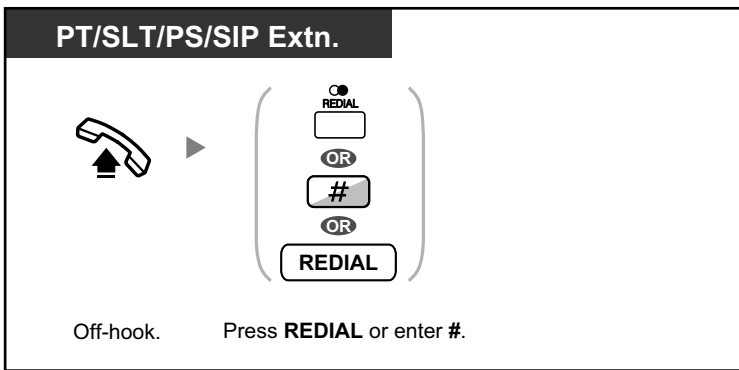 PT/SLT/PS/SIP Extn.
REDIAL
OR
#
OR
REDIAL
Off-hook. Press REDIAL or enter #.